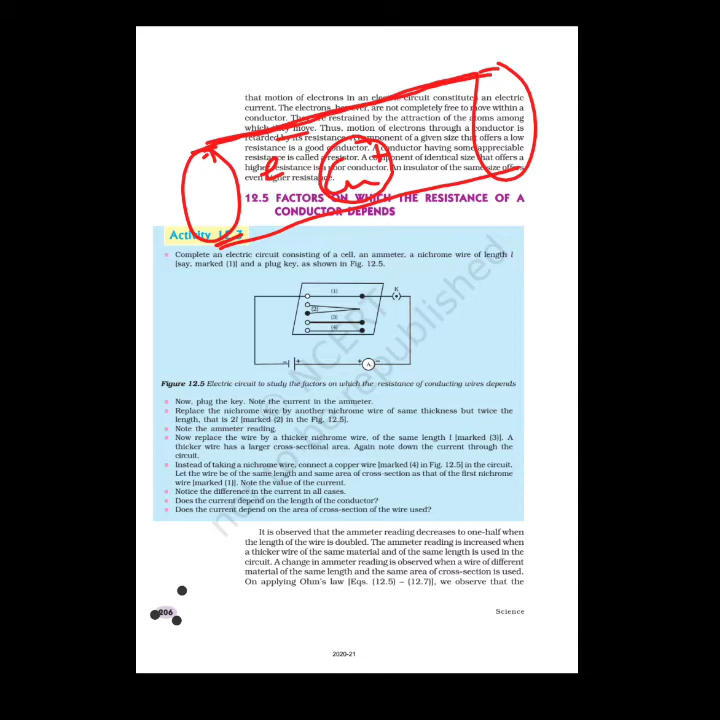 that motion of electrons in an electric circuit constitutes an electric
current. The electrons, however, are not completely free to move within a
conductor. They are restrained by the attraction of the atoms among
which they move. Thus, motion of electrons through a conductor is
retarded by its resistance. A component of a given size that offers a low
resistance is a good conductor. A conductor having some appreciable
resistance is called a resistor. A component of identical size that offers a
higher resistance is a poor conductor. An insulator of the same size offers
even higher resistance.
12.5 FACTORS ON WHICH THE RESISTANCE OF A
CONDUCTOR DEPENDS
Activity 12.3
Complete an electric circuit consisting of a cell, an ammeter, a nichrome wire of length l
[say, marked (1)] and a plug key, as shown in Fig. 12.5.
(1)
K
(2)
(3)
(4)
− +
+ −
A
Figure 12.5 Electric circuit to study the factors on which the resistance of conducting wires depends
Now, plug the key. Note the current in the ammeter.
Replace the nichrome wire by another nichrome wire of same thickness but twice the
length, that is 2l [marked (2) in the Fig. 12.5].
Note the ammeter reading.
Now replace the wire by a thicker nichrome wire, of the same length l [marked (3)]. A
thicker wire has a larger cross-sectional area. Again note down the current through the
circuit.
Instead of taking a nichrome wire, connect a copper wire [marked (4) in Fig. 12.5] in the circuit.
Let the wire be of the same length and same area of cross-section as that of the first nichrome
wire [marked (1)]. Note the value of the current.
Notice the difference in the current in all cases.
Does the current depend on the length of the conductor?
Does the current depend on the area of cross-section of the wire used?
© NCERT
not to be republished
It is observed that the ammeter reading decreases to one-half when
the length of the wire is doubled. The ammeter reading is increased when
a thicker wire of the same material and of the same length is used in the
circuit. A change in ammeter reading is observed when a wire of different
material of the same length and the same area of cross-section is used.
On applying Ohm's law [Eqs. (12.5) – (12.7)], we observe that the
206
Science
2020-21